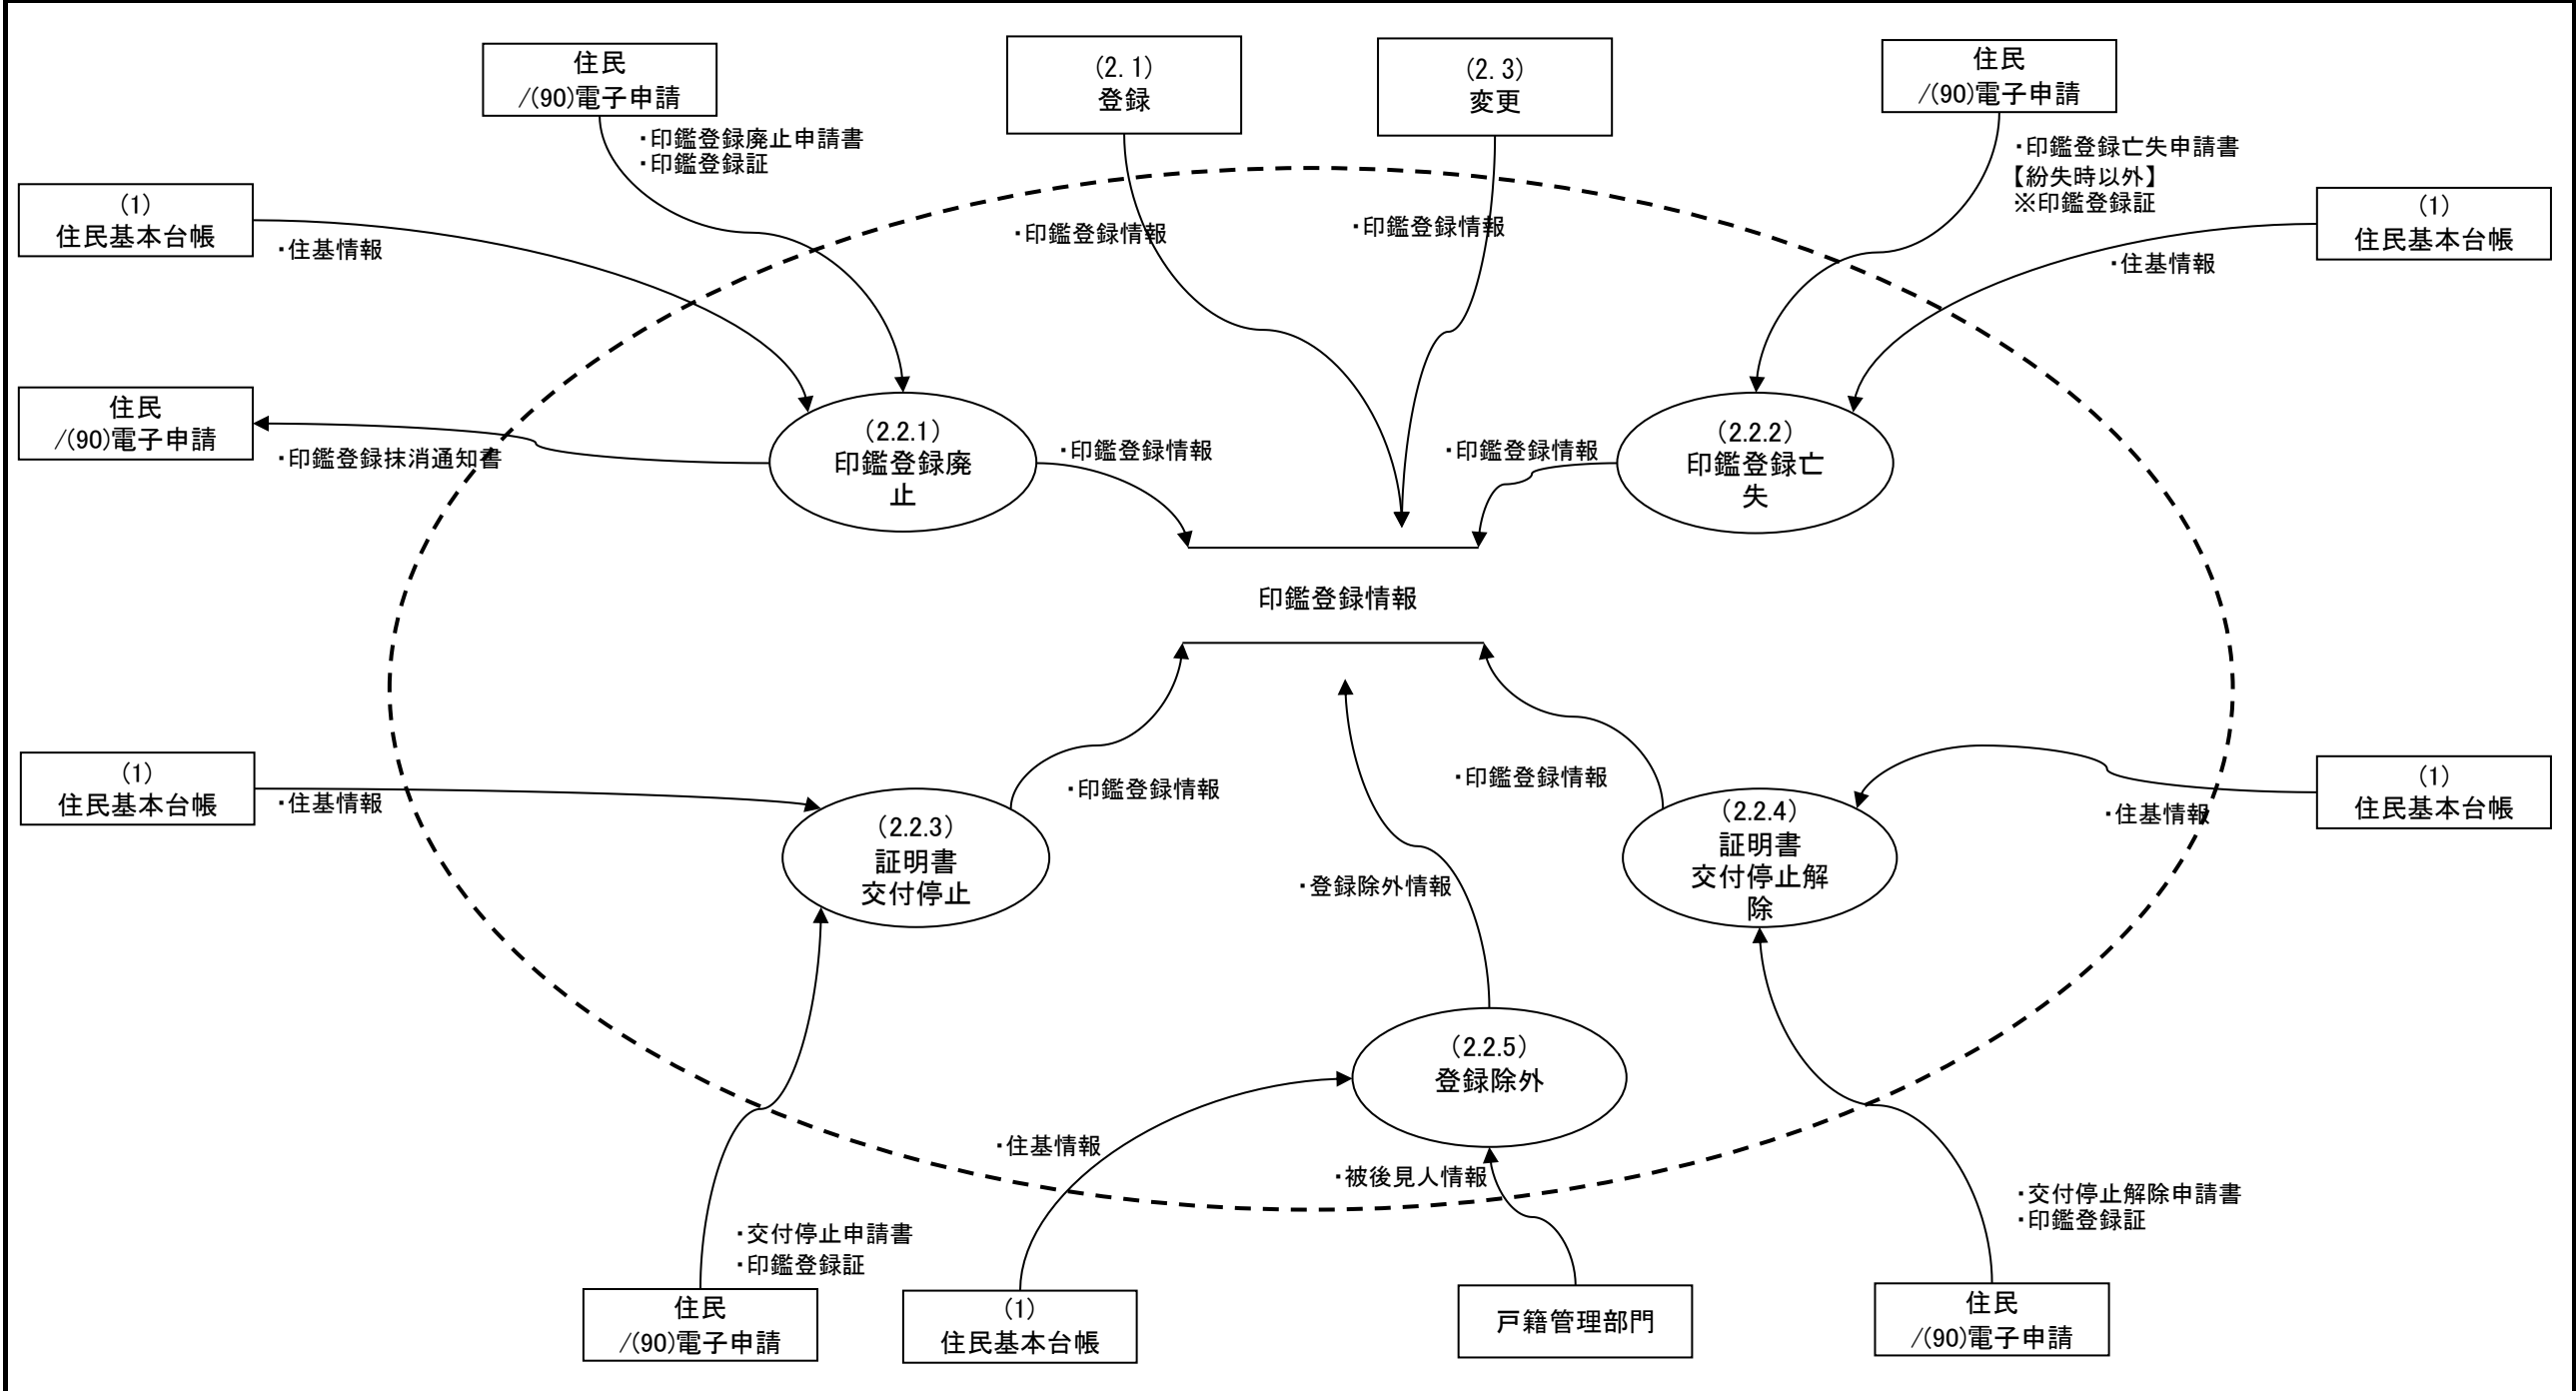 住民
/(90)電子申請
(2.1)
登録
(2.3)
変更
住民
/(90)電子申請
・印鑑登録廃止申請書
・印鑑登録証
・印鑑登録亡失申請書
【紛失時以外】
※印鑑登録証
(1)
住民基本台帳
・住基情報
・印鑑登録情報
・印鑑登録情報
(1)
住民基本台帳
・住基情報
住民
/(90)電子申請
・印鑑登録抹消通知書
(2.2.1)
印鑑登録廃
止
・印鑑登録情報
・印鑑登録情報
(2.2.2)
印鑑登録亡
失
印鑑登録情報
(1)
住民基本台帳
・住基情報
(2.2.3)
証明書
交付停止
・印鑑登録情報
・印鑑登録情報
(2.2.4)
証明書
交付停止解
除
・住基情報
(1)
住民基本台帳
・登録除外情報
(2.2.5)
登録除外
・住基情報
・被後見人情報
・交付停止申請書
・印鑑登録証
・交付停止解除申請書
・印鑑登録証
住民
/(90)電子申請
(1)
住民基本台帳
戸籍管理部門
住民
/(90)電子申請